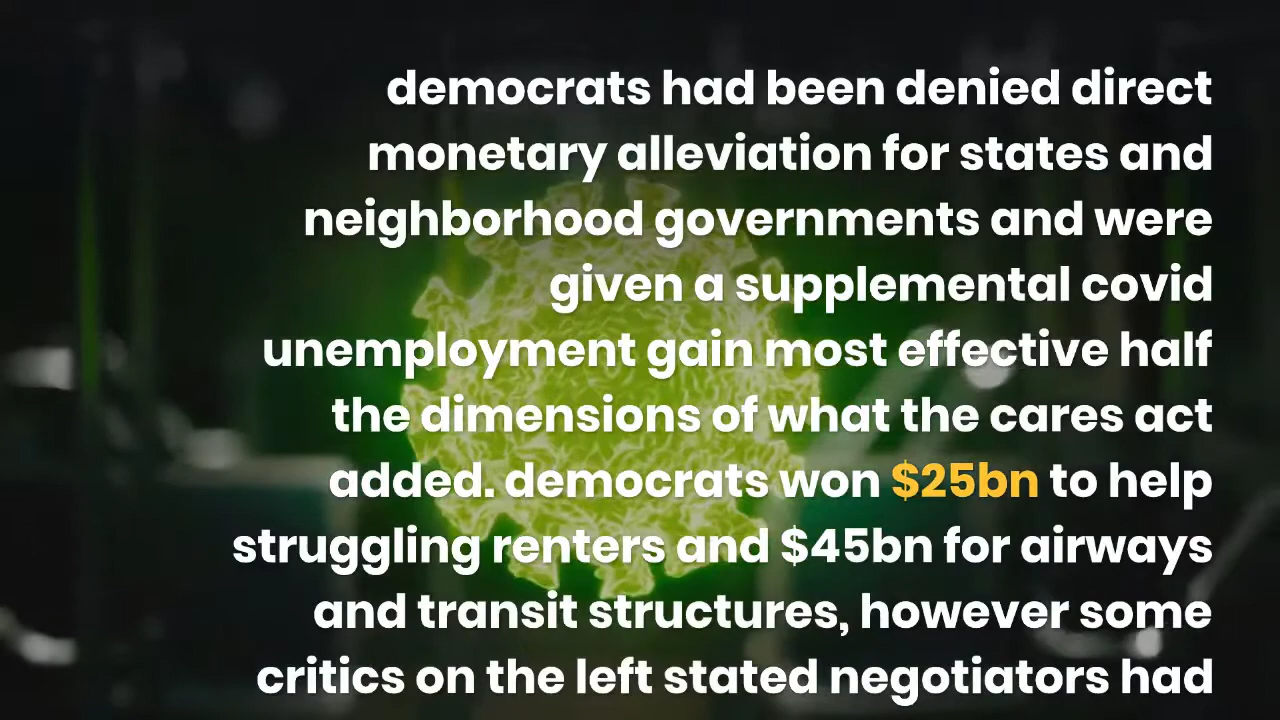 democrats had been denied direct
monetary alleviation for states and
neighborhood governments and were
given a supplemental covid
unemployment gain most effective half
the dimensions of what the cares act
added. democrats won $25bn to help
struggling renters and $45bn for airways
and transit structures, however some
critics on the left stated negotiators had